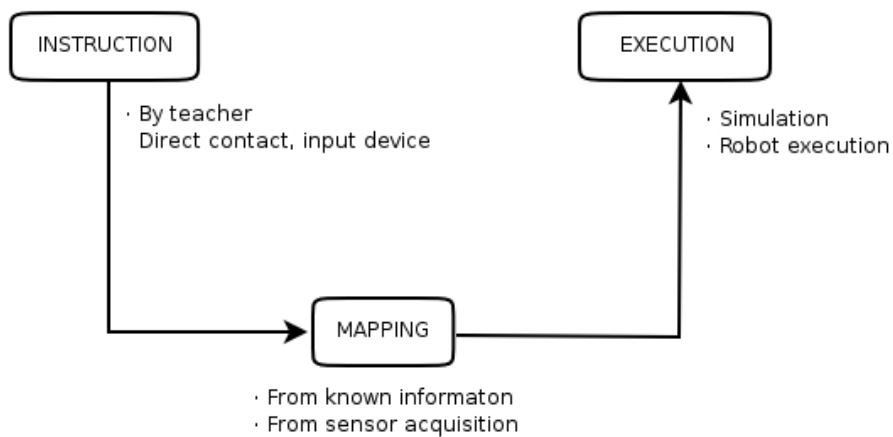 INSTRUCTION
· By teacher
Direct contact, input device
EXECUTION
· Simulation
· Robot execution
MAPPING
· From known informaton
· From sensor acquisition